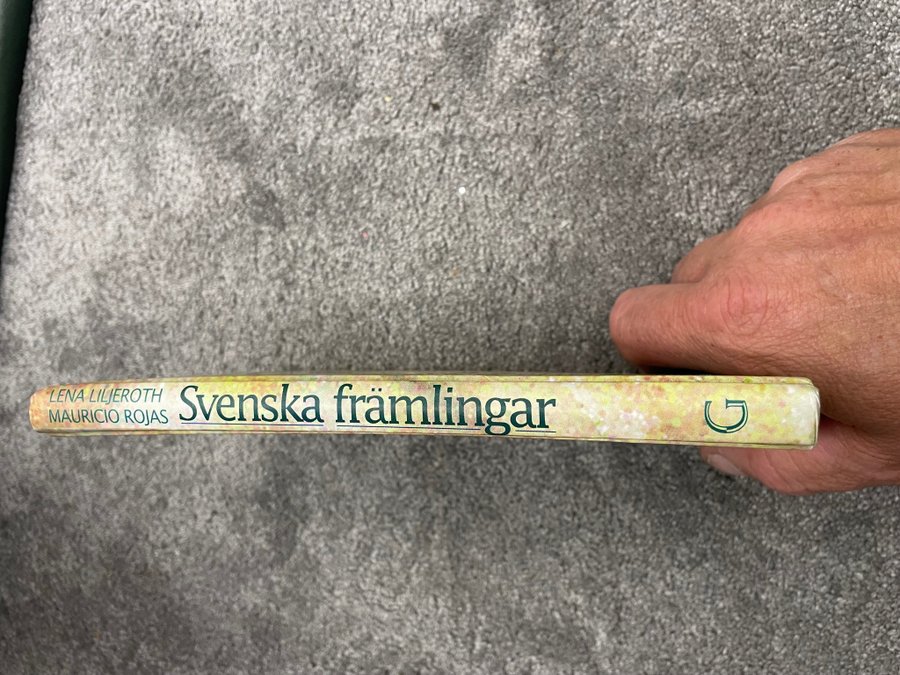 LENA LILJEROTH
MAURICIO ROJAS
Svenska främlingar
G